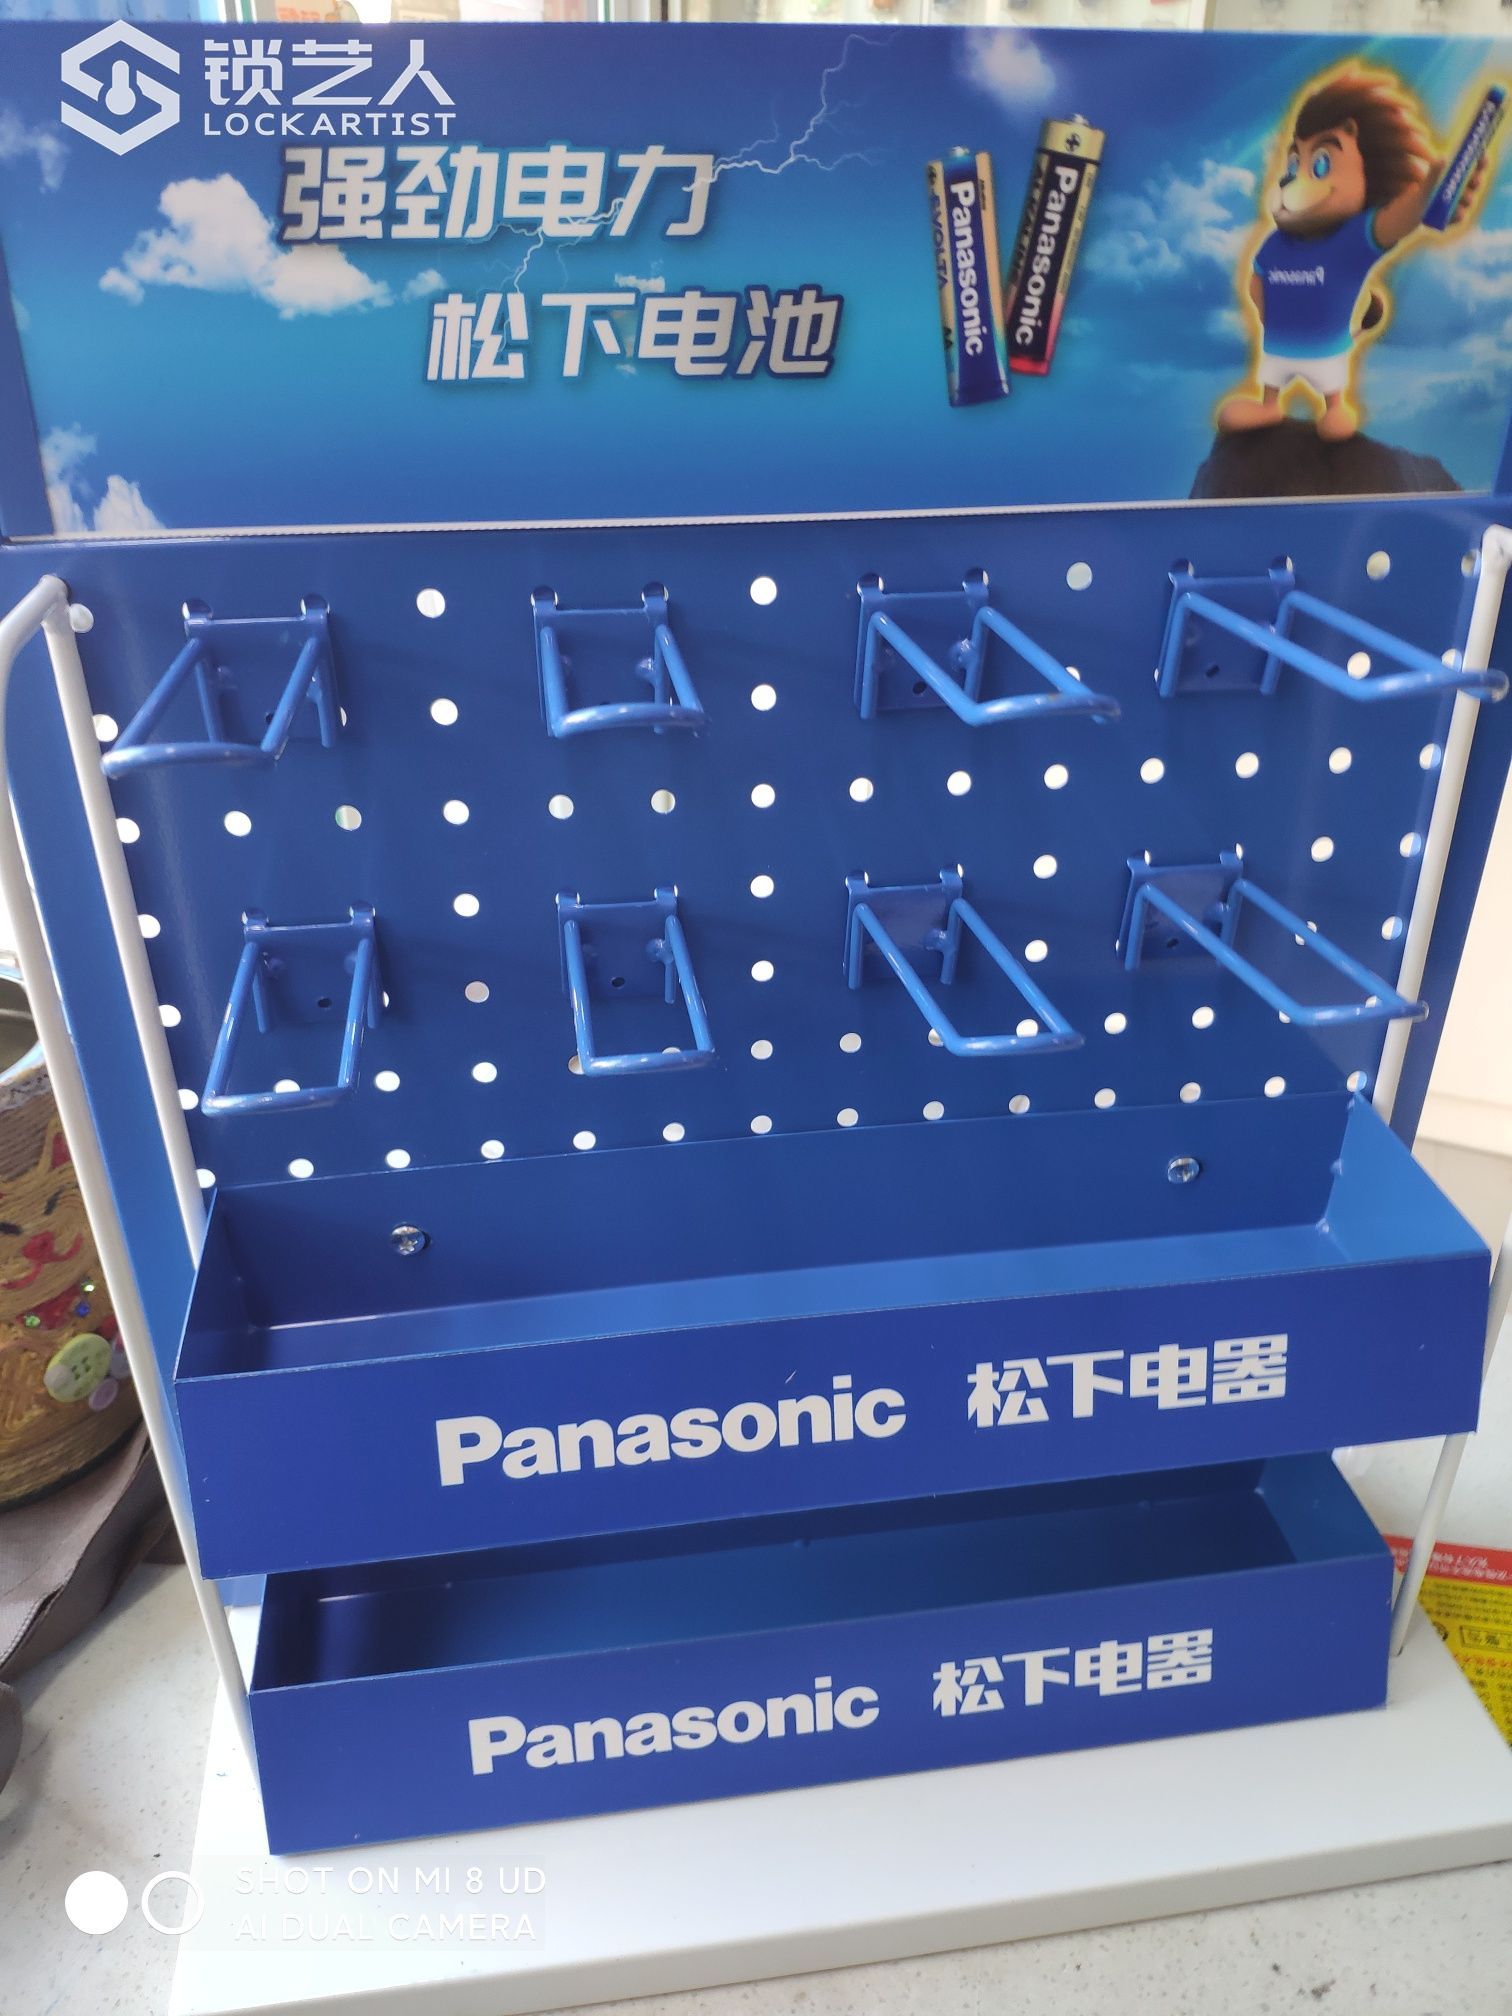 锁艺人
LOCKARTIST
强劲电力
松下电池
Panasonic
Panasonic
Panasonic
Panasonic 松下电器
Panasonic 松下电器
SHOT ON MI 8 UD
AI DUAL CAMERA